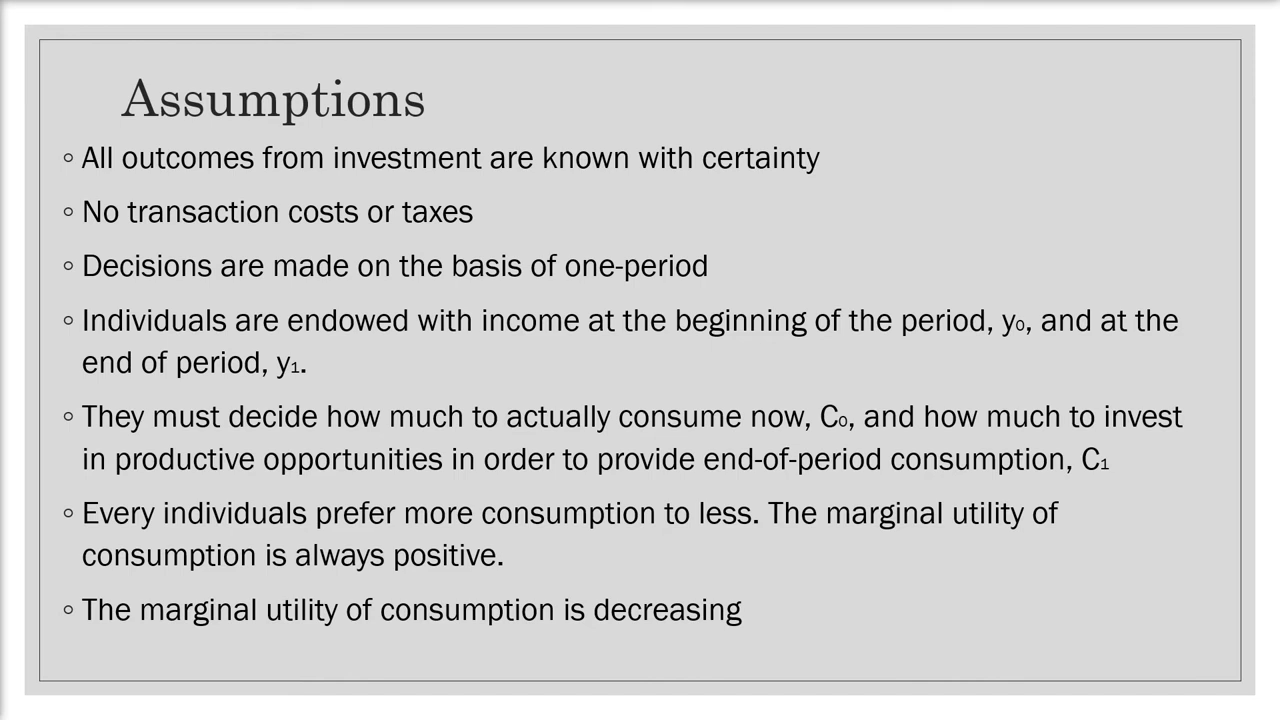 Assumptions
◦ All outcomes from investment are known with certainty
◦ No transaction costs or taxes
◦ Decisions are made on the basis of one-period
◦ Individuals are endowed with income at the beginning of the period, y₀, and at the
end of period, y₁.
◦ They must decide how much to actually consume now, C₀, and how much to invest
in productive opportunities in order to provide end-of-period consumption, C₁
◦ Every individuals prefer more consumption to less. The marginal utility of
consumption is always positive.
◦ The marginal utility of consumption is decreasing